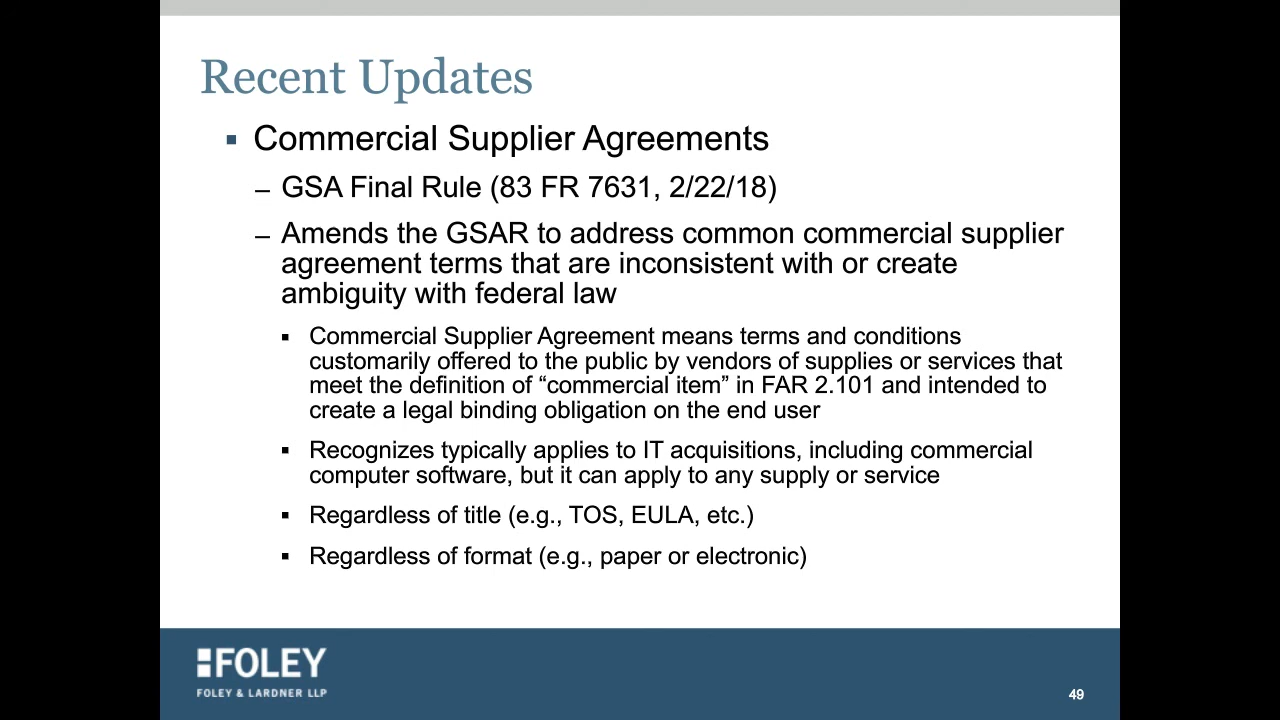 Recent Updates
▪ Commercial Supplier Agreements
– GSA Final Rule (83 FR 7631, 2/22/18)
– Amends the GSAR to address common commercial supplier
agreement terms that are inconsistent with or create
ambiguity with federal law
▪ Commercial Supplier Agreement means terms and conditions
customarily offered to the public by vendors of supplies or services that
meet the definition of “commercial item” in FAR 2.101 and intended to
create a legal binding obligation on the end user
▪ Recognizes typically applies to IT acquisitions, including commercial
computer software, but it can apply to any supply or service
▪ Regardless of title (e.g., TOS, EULA, etc.)
▪ Regardless of format (e.g., paper or electronic)
FOLEY
FOLEY & LARDNER LLP
49